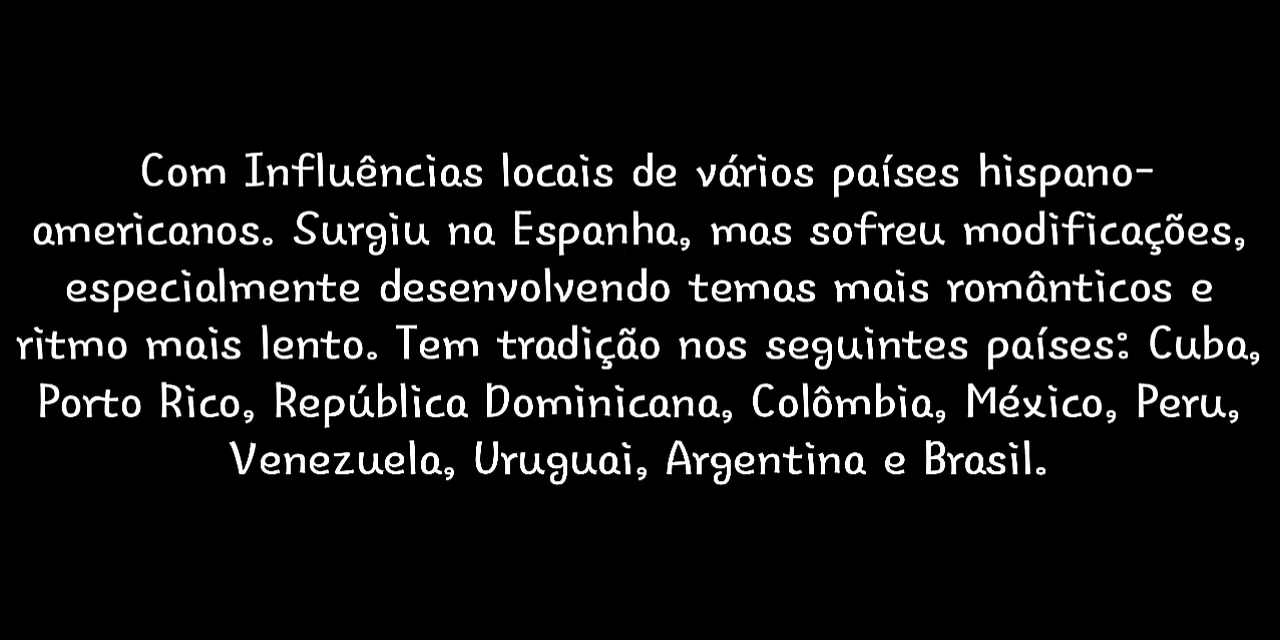 Com Influências locais de vários países hispano-
americanos. Surgiu na Espanha, mas sofreu modificações,
especialmente desenvolvendo temas mais românticos e
ritmo mais lento. Tem tradição nos seguintes países: Cuba,
Porto Rico, República Dominicana, Colômbia, México, Peru,
Venezuela, Uruguai, Argentina e Brasil.